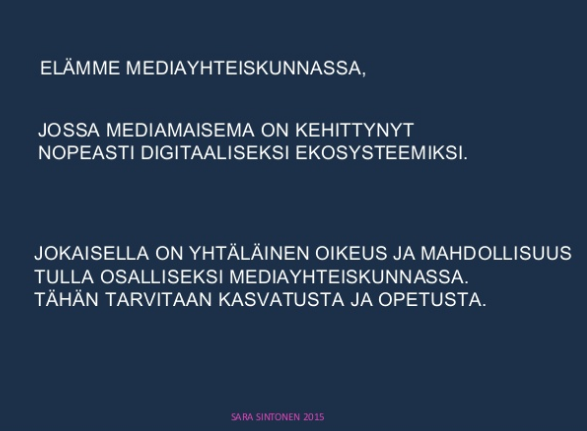 ELÄMME MEDIAYHTEISKUNNASSA,
JOSSA MEDIAMAISEMA ON KEHITTYNYT
NOPEASTI DIGITAALISEKSI EKOSYSTEEMIKSI.
JOKAISELLA ON YHTÄLÄINEN OIKEUS JA MAHDOLLISUUS
TULLA OSALLISEKSI MEDIAYHTEISKUNNASSA.
TÄHÄN TARVITAAN KASVATUSTA JA OPETUSTA.
SARA SINTONEN 2015